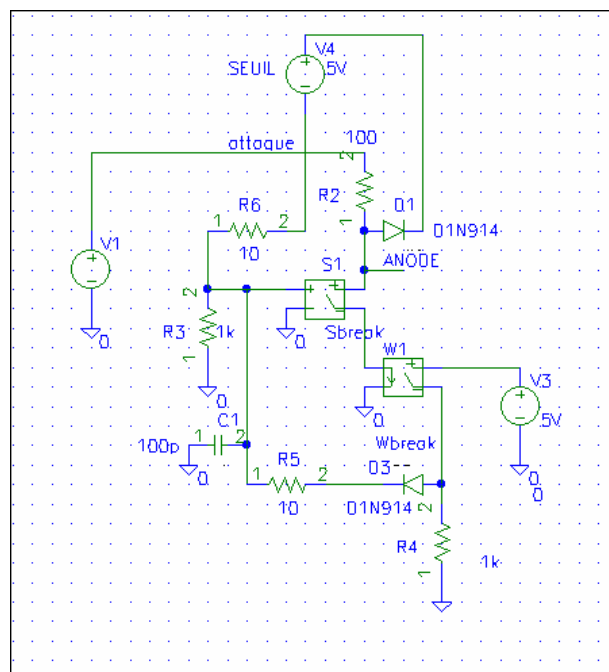 V4
SEUIL
5V
attaque
100
2
R2
1
D1
D1N914
R6
1
2
10
V1
ANODE
S1
Sbreak
2
R3
1k
1
0
0
0
W1
V3
5V
0
Wbreak
0
0
C1
100p
1
2
0
R5
1
2
10
D3
D1N914
2
R4
1k
1